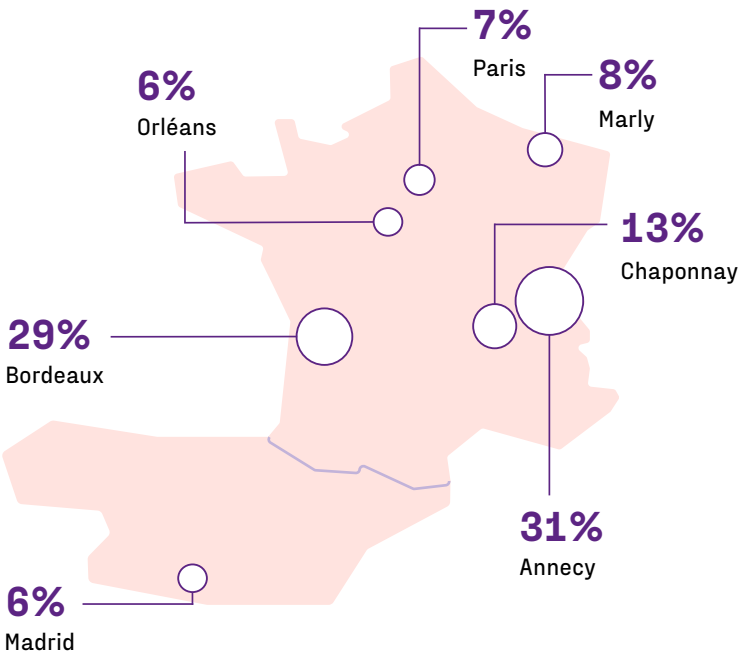 7%
Paris
8%
Marly
6%
Orléans
13%
Chaponnay
29%
Bordeaux
31%
Annecy
6%
Madrid